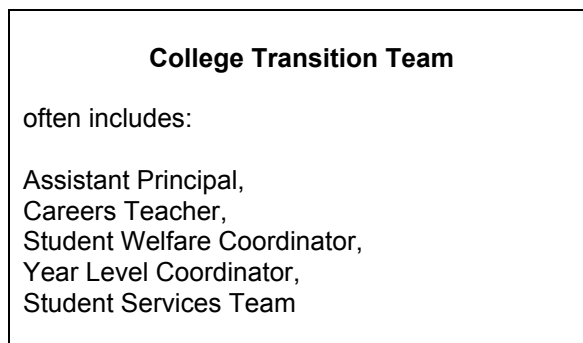 College Transition Team
often includes:
Assistant Principal,
Careers Teacher,
Student Welfare Coordinator,
Year Level Coordinator,
Student Services Team